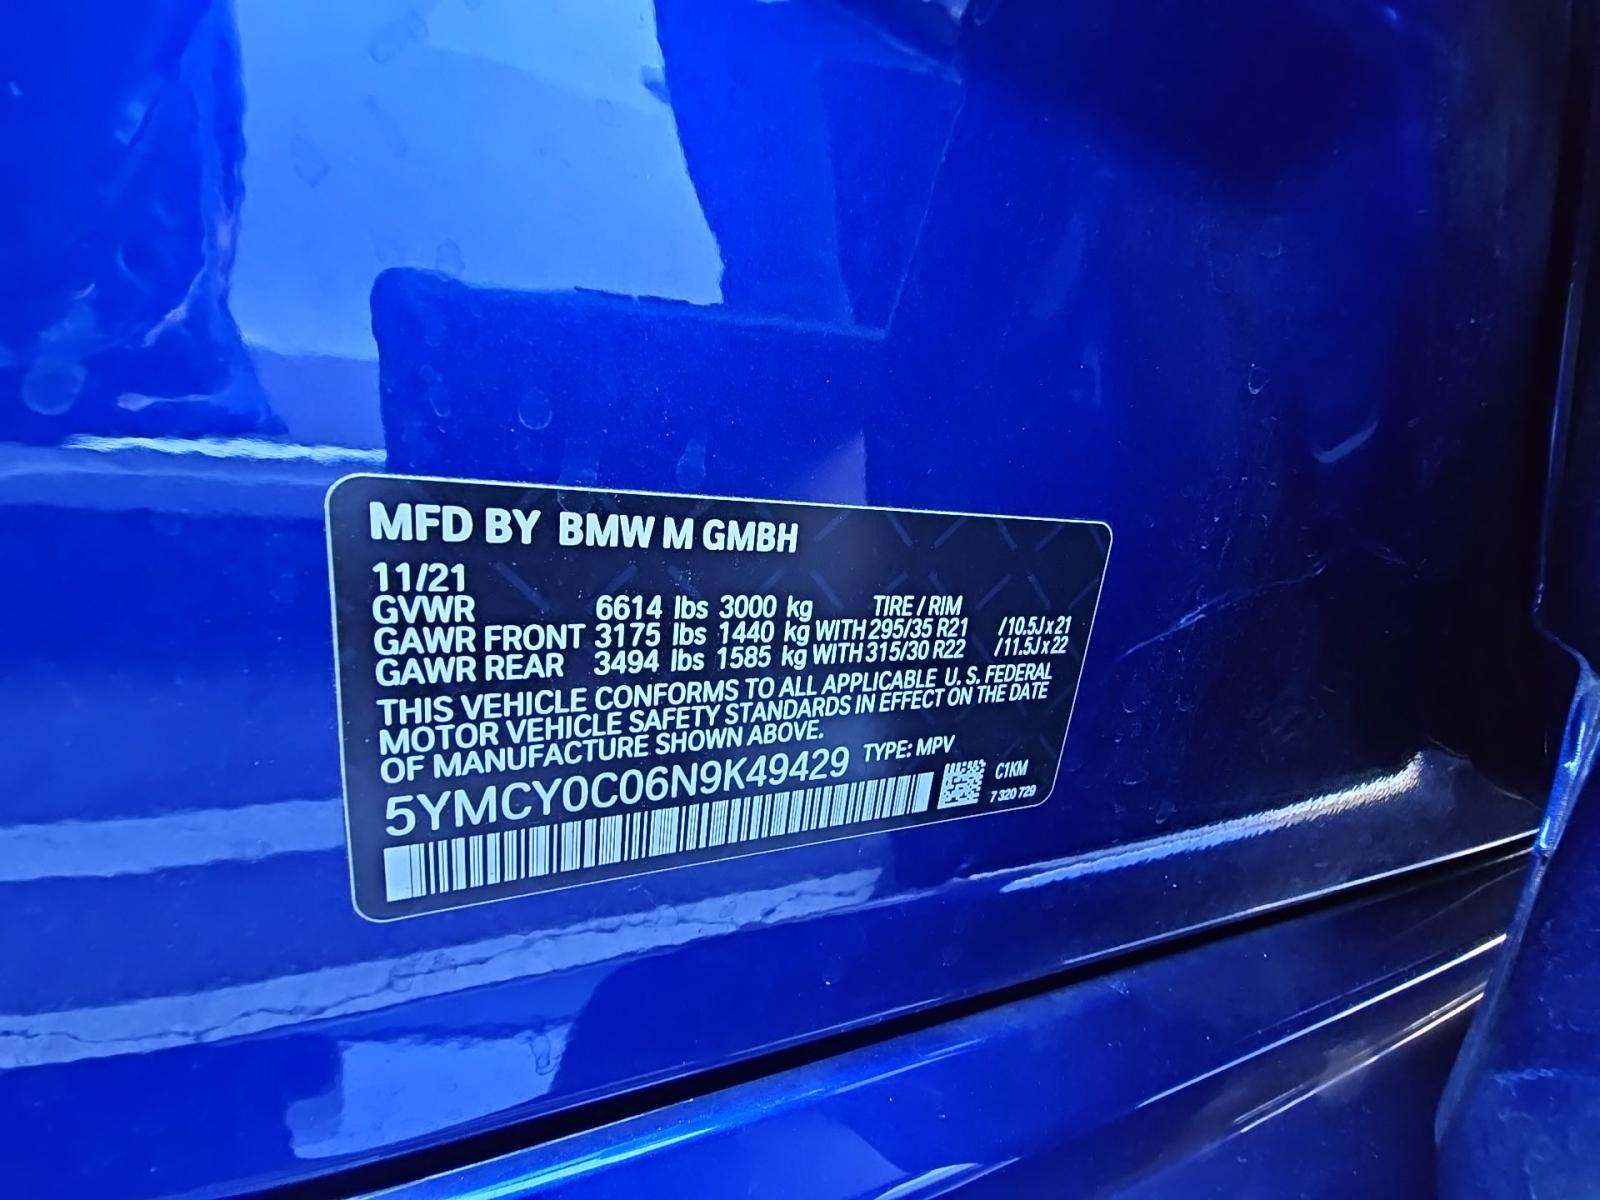 MFD BY BMW M GMBH
11/21
GVWR 6614 lbs 3000 kg TIRE / RIM
GAWR FRONT 3175 lbs 1440 kg WITH 295/35 R21 / 10.5J x 21
GAWR REAR 3494 lbs 1585 kg WITH 315/30 R22 / 11.5J x 22
THIS VEHICLE CONFORMS TO ALL APPLICABLE U. S. FEDERAL
MOTOR VEHICLE SAFETY STANDARDS IN EFFECT ON THE DATE
OF MANUFACTURE SHOWN ABOVE.
5YMCY0C06N9K49429 TYPE: MPV
C1KM
7 320 729